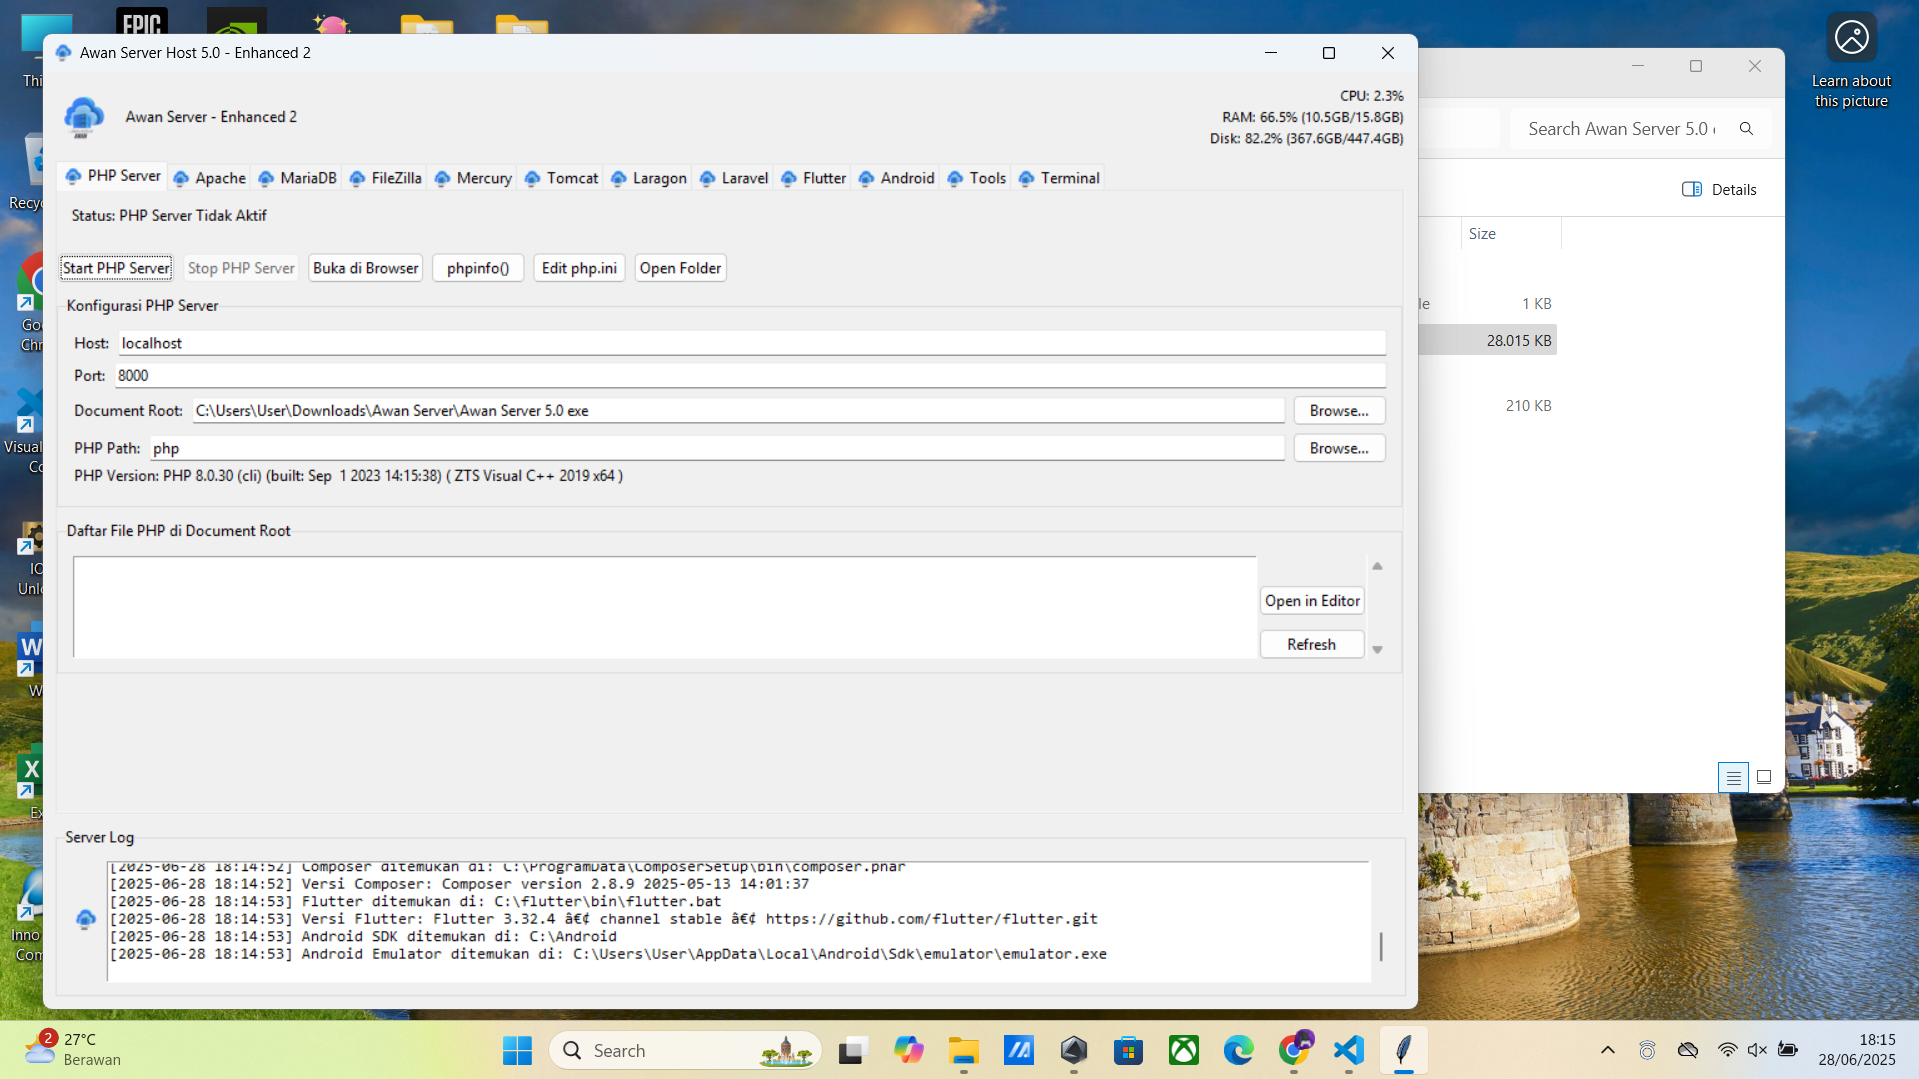 EPIC
Awan Server Host 5.0 - Enhanced 2
Learn about
this picture
Awan Server - Enhanced 2
CPU: 2.3%
RAM: 66.5% (10.5GB/15.8GB)
Disk: 82.2% (367.6GB/447.4GB)
Search Awan Server 5.0
PHP Server Apache MariaDB FileZilla Mercury Tomcat Laragon Laravel Flutter Android Tools Terminal
Details
Status: PHP Server Tidak Aktif
Size
Start PHP Server Stop PHP Server Buka di Browser phpinfo() Edit php.ini Open Folder
Konfigurasi PHP Server
1 KB
Host: localhost
28.015 KB
Port: 8000
210 KB
Document Root: C:\Users\User\Downloads\Awan Server\Awan Server 5.0 exe Browse...
PHP Path: php Browse...
PHP Version: PHP 8.0.30 (cli) (built: Sep  1 2023 14:15:38) ( ZTS Visual C++ 2019 x64 )
Daftar File PHP di Document Root
Open in Editor
Refresh
Server Log
[2025-06-28 18:14:52] Composer ditemukan di: C:\ProgramData\ComposerSetup\bin\composer.phar
[2025-06-28 18:14:52] Versi Composer: Composer version 2.8.9 2025-05-13 14:01:37
[2025-06-28 18:14:53] Flutter ditemukan di: C:\flutter\bin\flutter.bat
[2025-06-28 18:14:53] Versi Flutter: Flutter 3.32.4 â€¢ channel stable â€¢ https://github.com/flutter/flutter.git
[2025-06-28 18:14:53] Android SDK ditemukan di: C:\Android
[2025-06-28 18:14:53] Android Emulator ditemukan di: C:\Users\User\AppData\Local\Android\Sdk\emulator\emulator.exe
2
27°C
Berawan
Search
18:15
28/06/2025